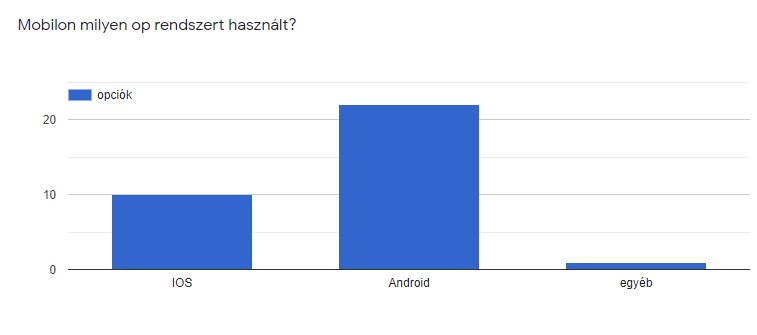 Mobilon milyen op rendszert használt?
opciók
20
10
0
IOS
Android
egyéb